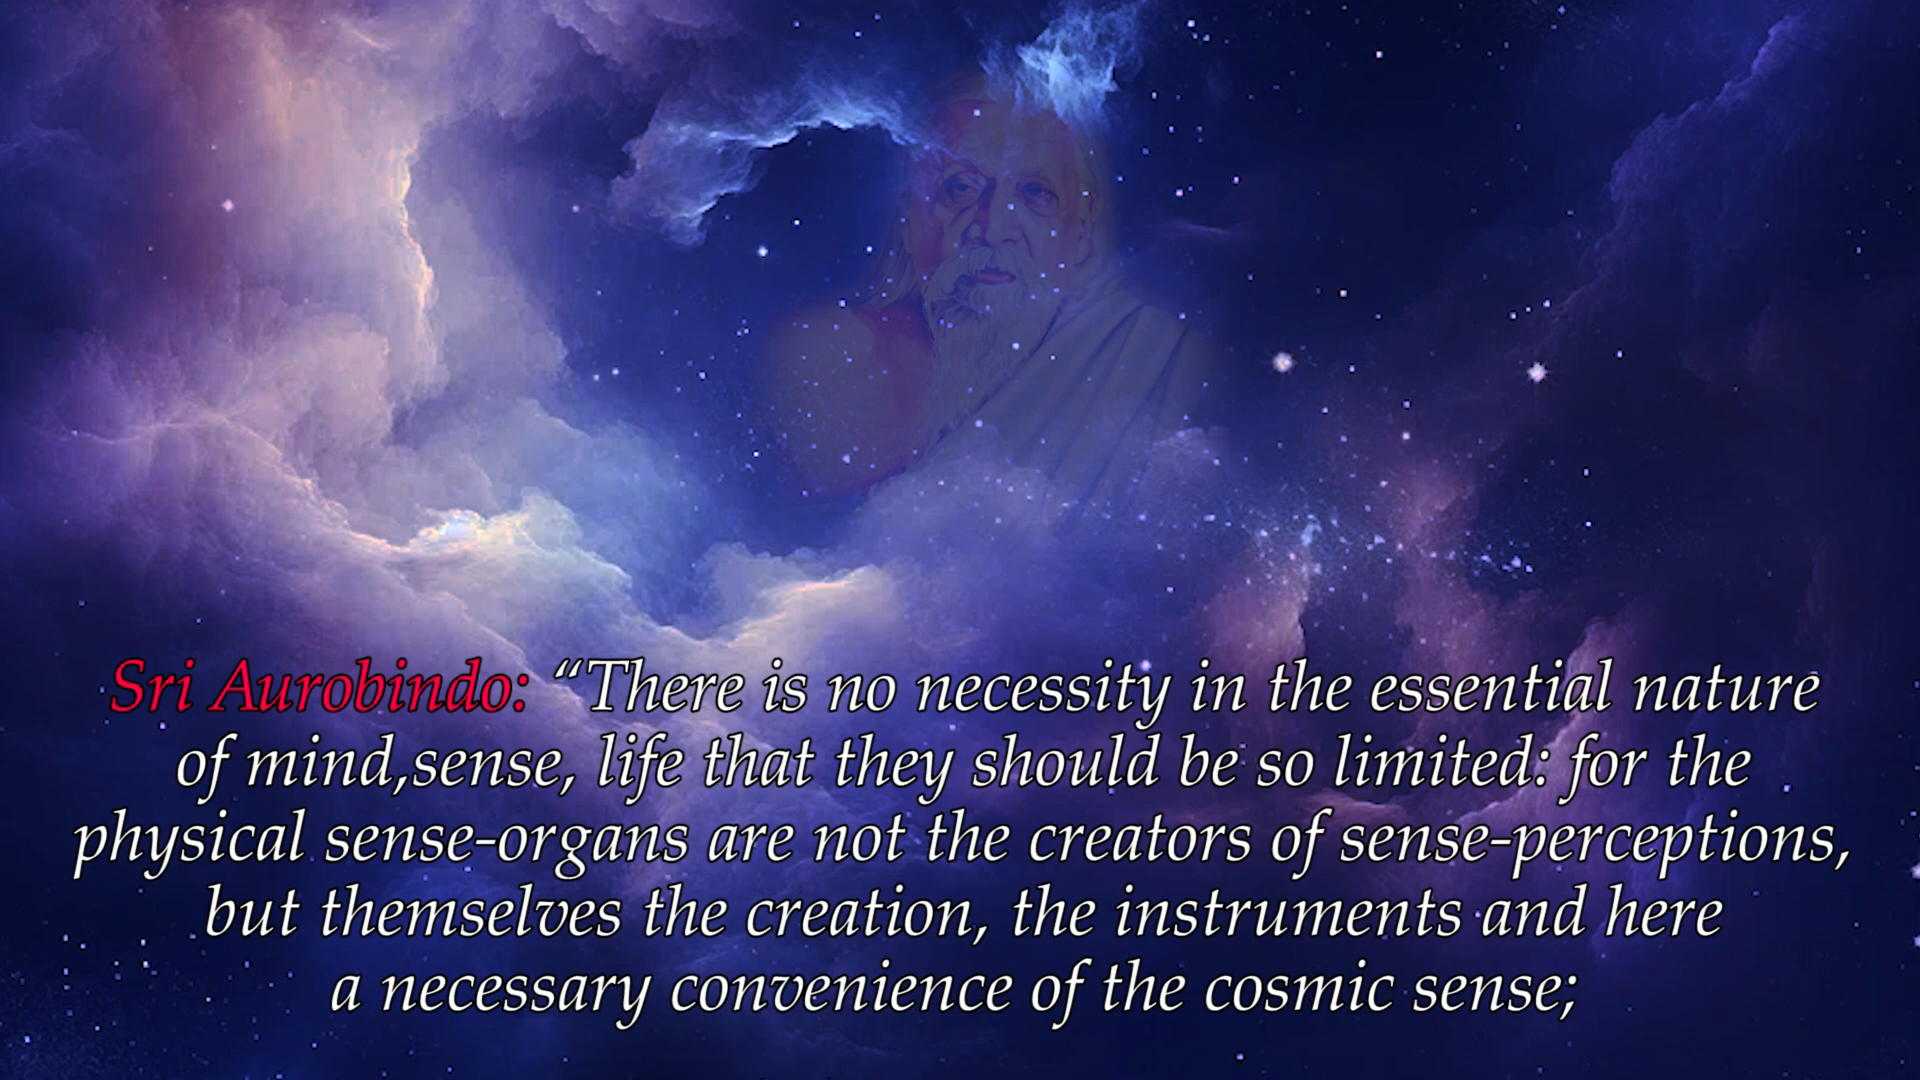 Sri Aurobindo: “There is no necessity in the essential nature
of mind,sense, life that they should be so limited: for the
physical sense-organs are not the creators of sense-perceptions,
but themselves the creation, the instruments and here
a necessary convenience of the cosmic sense;